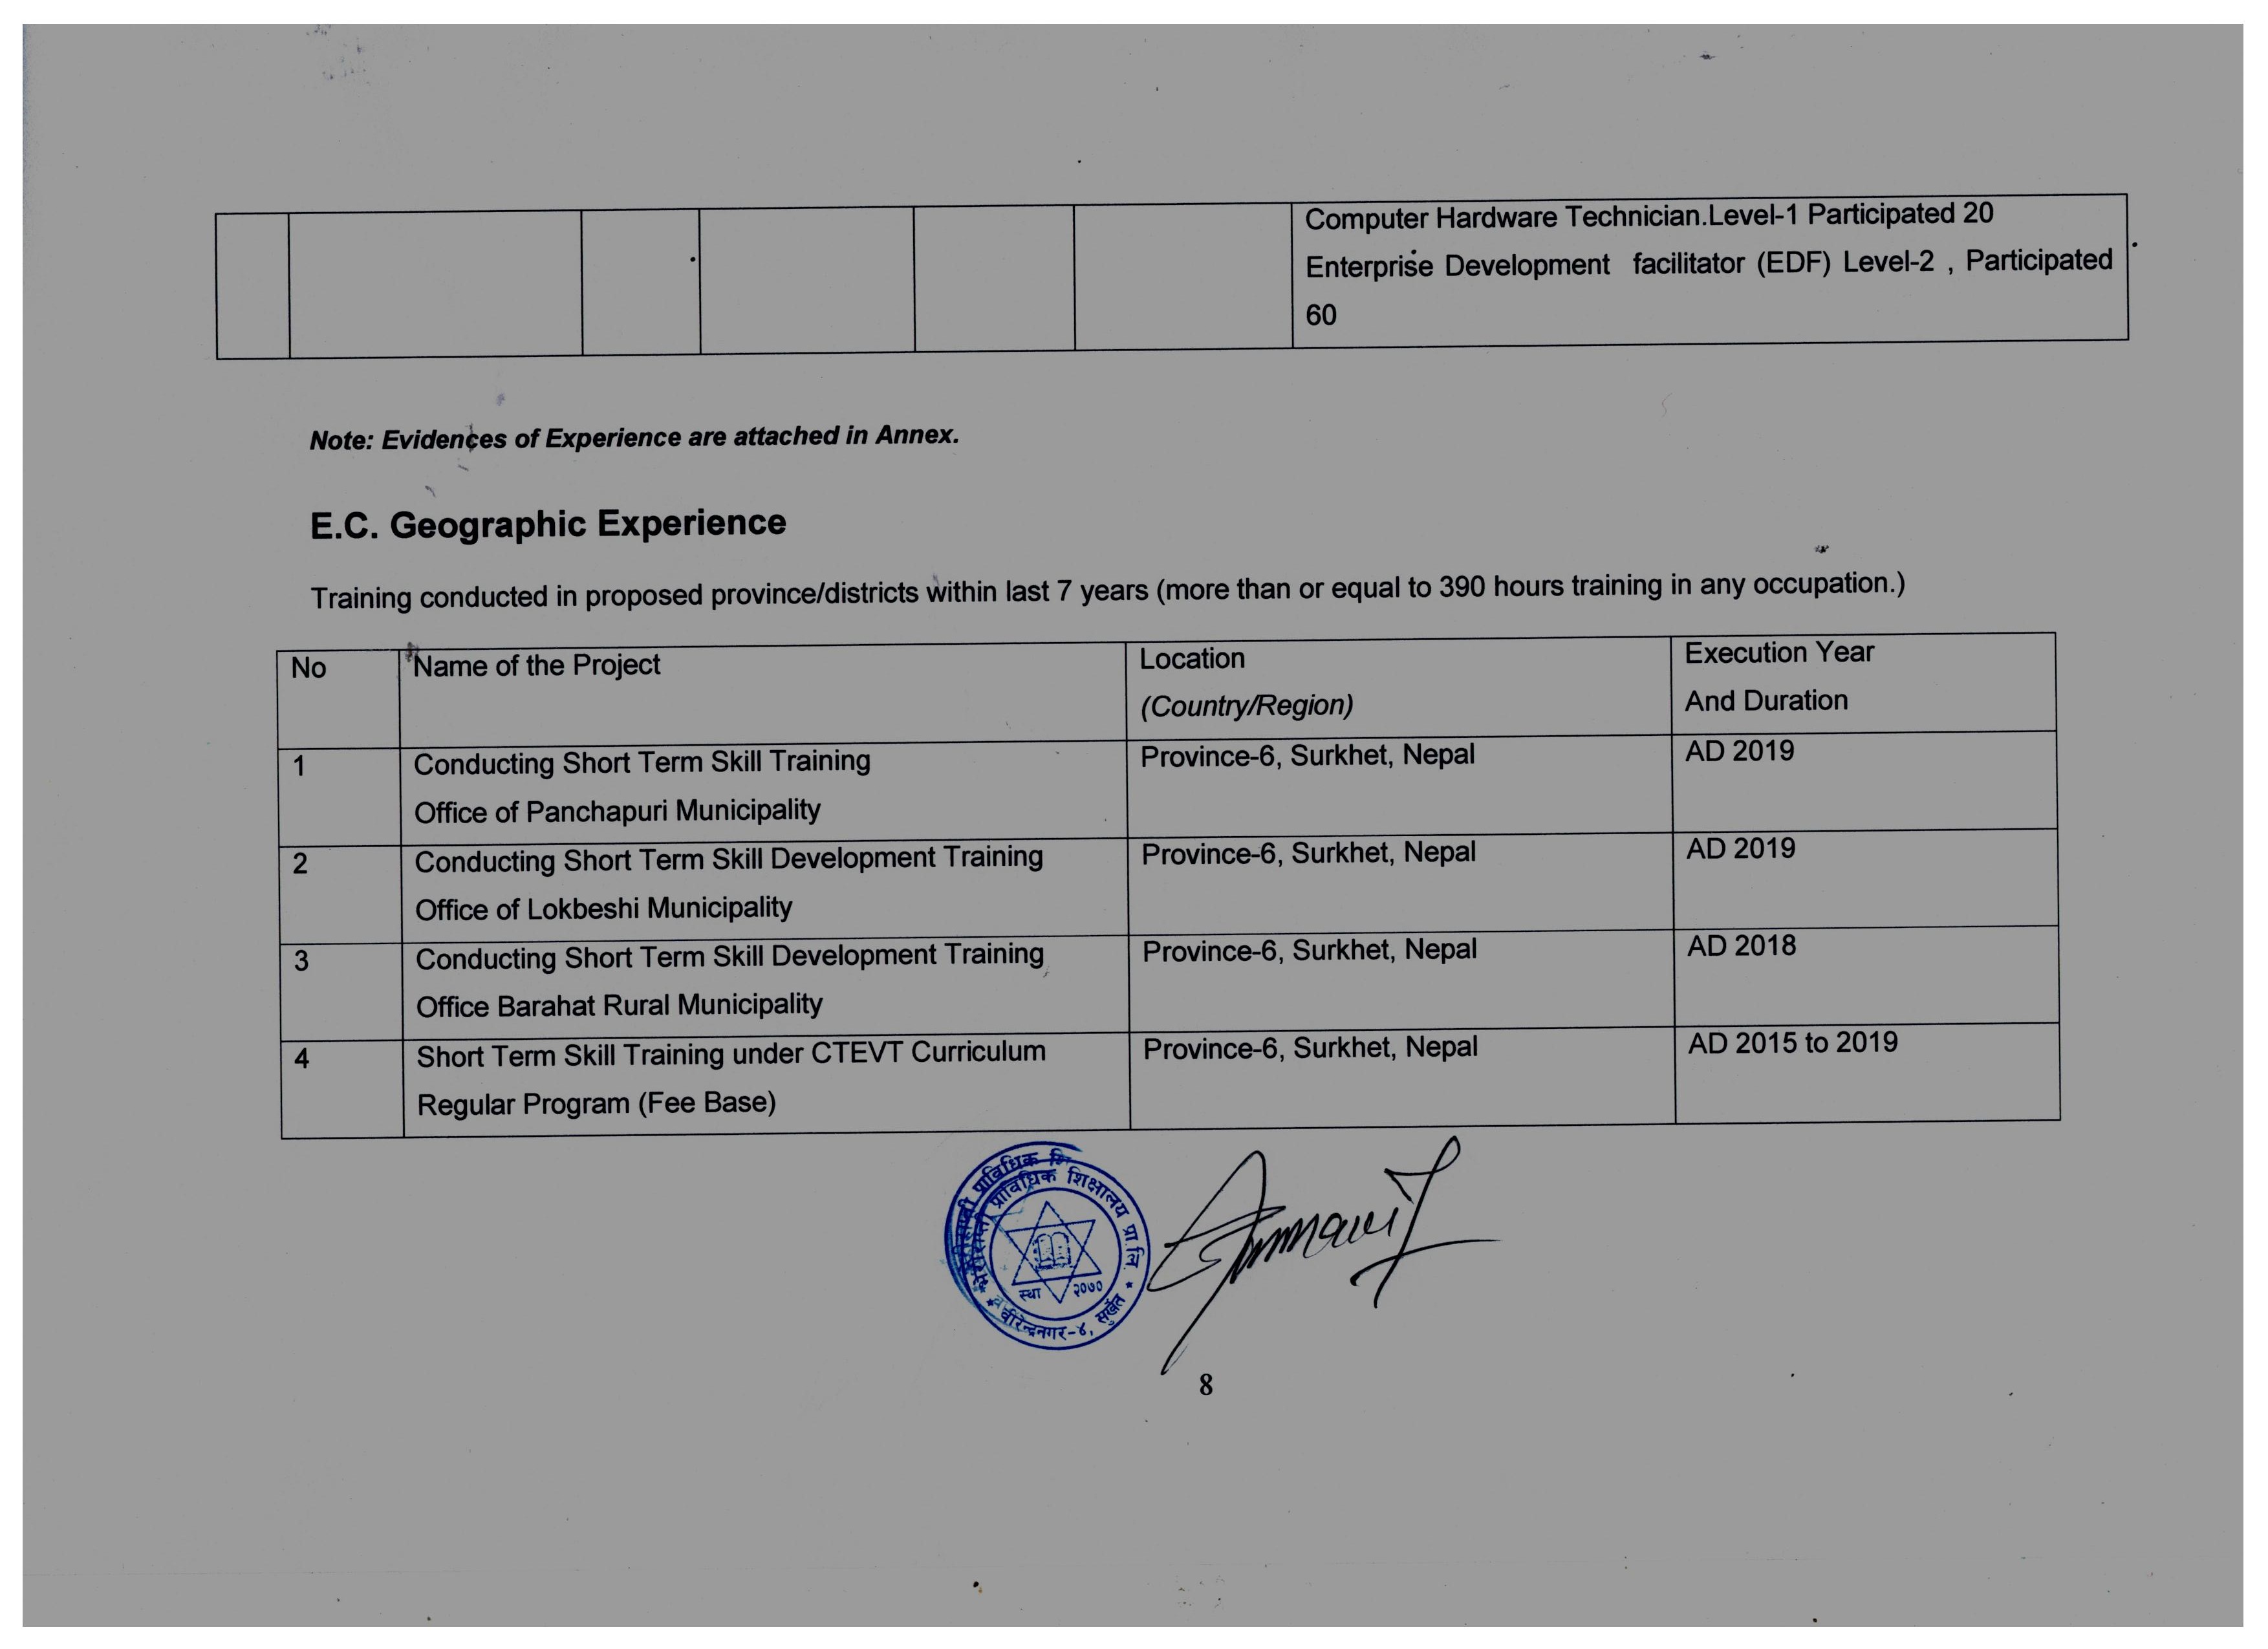 Computer Hardware Technician.Level-1 Participated 20
Enterprise Development facilitator (EDF) Level-2 , Participated
60
Note: Evidences of Experience are attached in Annex.
E.C. Geographic Experience
Training conducted in proposed province/districts within last 7 years (more than or equal to 390 hours training in any occupation.)
No Name of the Project Location Execution Year
(Country/Region) And Duration
1 Conducting Short Term Skill Training Province-6, Surkhet, Nepal AD 2019
Office of Panchapuri Municipality
2 Conducting Short Term Skill Development Training Province-6, Surkhet, Nepal AD 2019
Office of Lokbeshi Municipality
3 Conducting Short Term Skill Development Training Province-6, Surkhet, Nepal AD 2018
Office Barahat Rural Municipality
4 Short Term Skill Training under CTEVT Curriculum Province-6, Surkhet, Nepal AD 2015 to 2019
Regular Program (Fee Base)
प्राविधिक शिक्षालय प्रा.लि.
स्था २०७०
वीरेन्द्रनगर-४, सुर्खेत
8